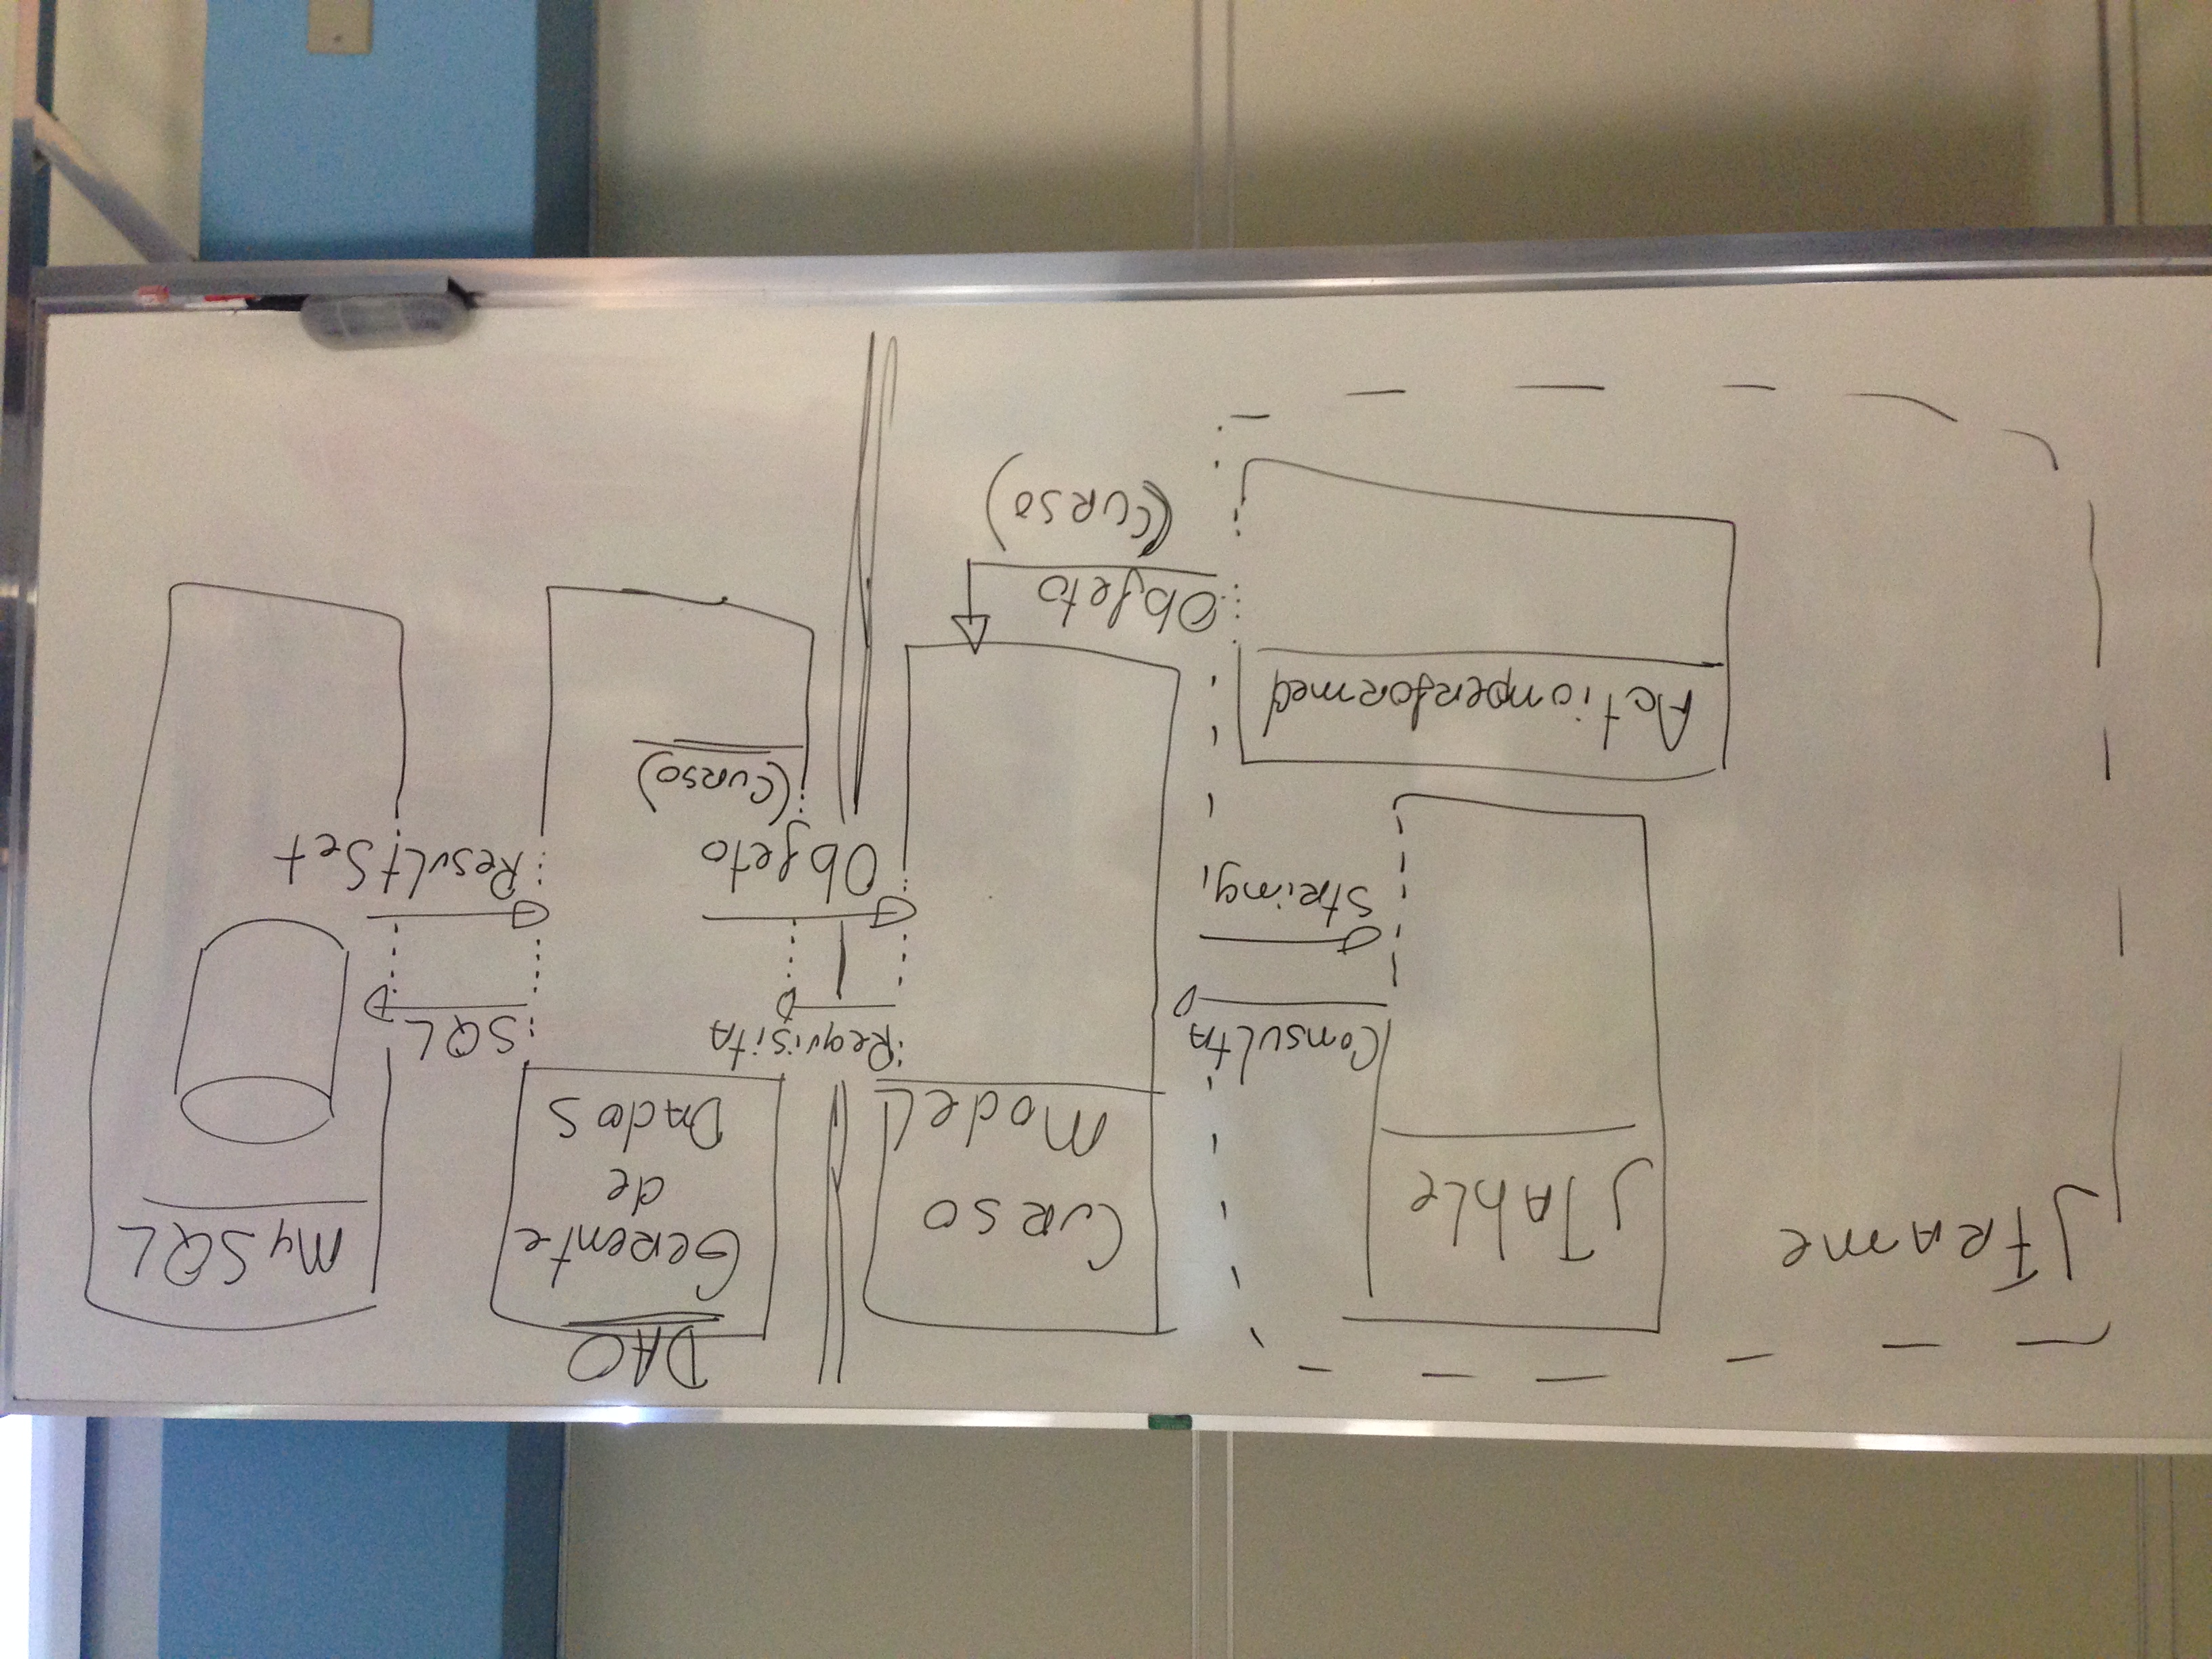 JFrame
JTable
Consulta
String,
Actionperformed
Objeto
(Curso)
Curso
Model
Requisita
Objeto
(Curso)
DAO
Gerente
de
Dados
SQL
ResultSet
MySQL